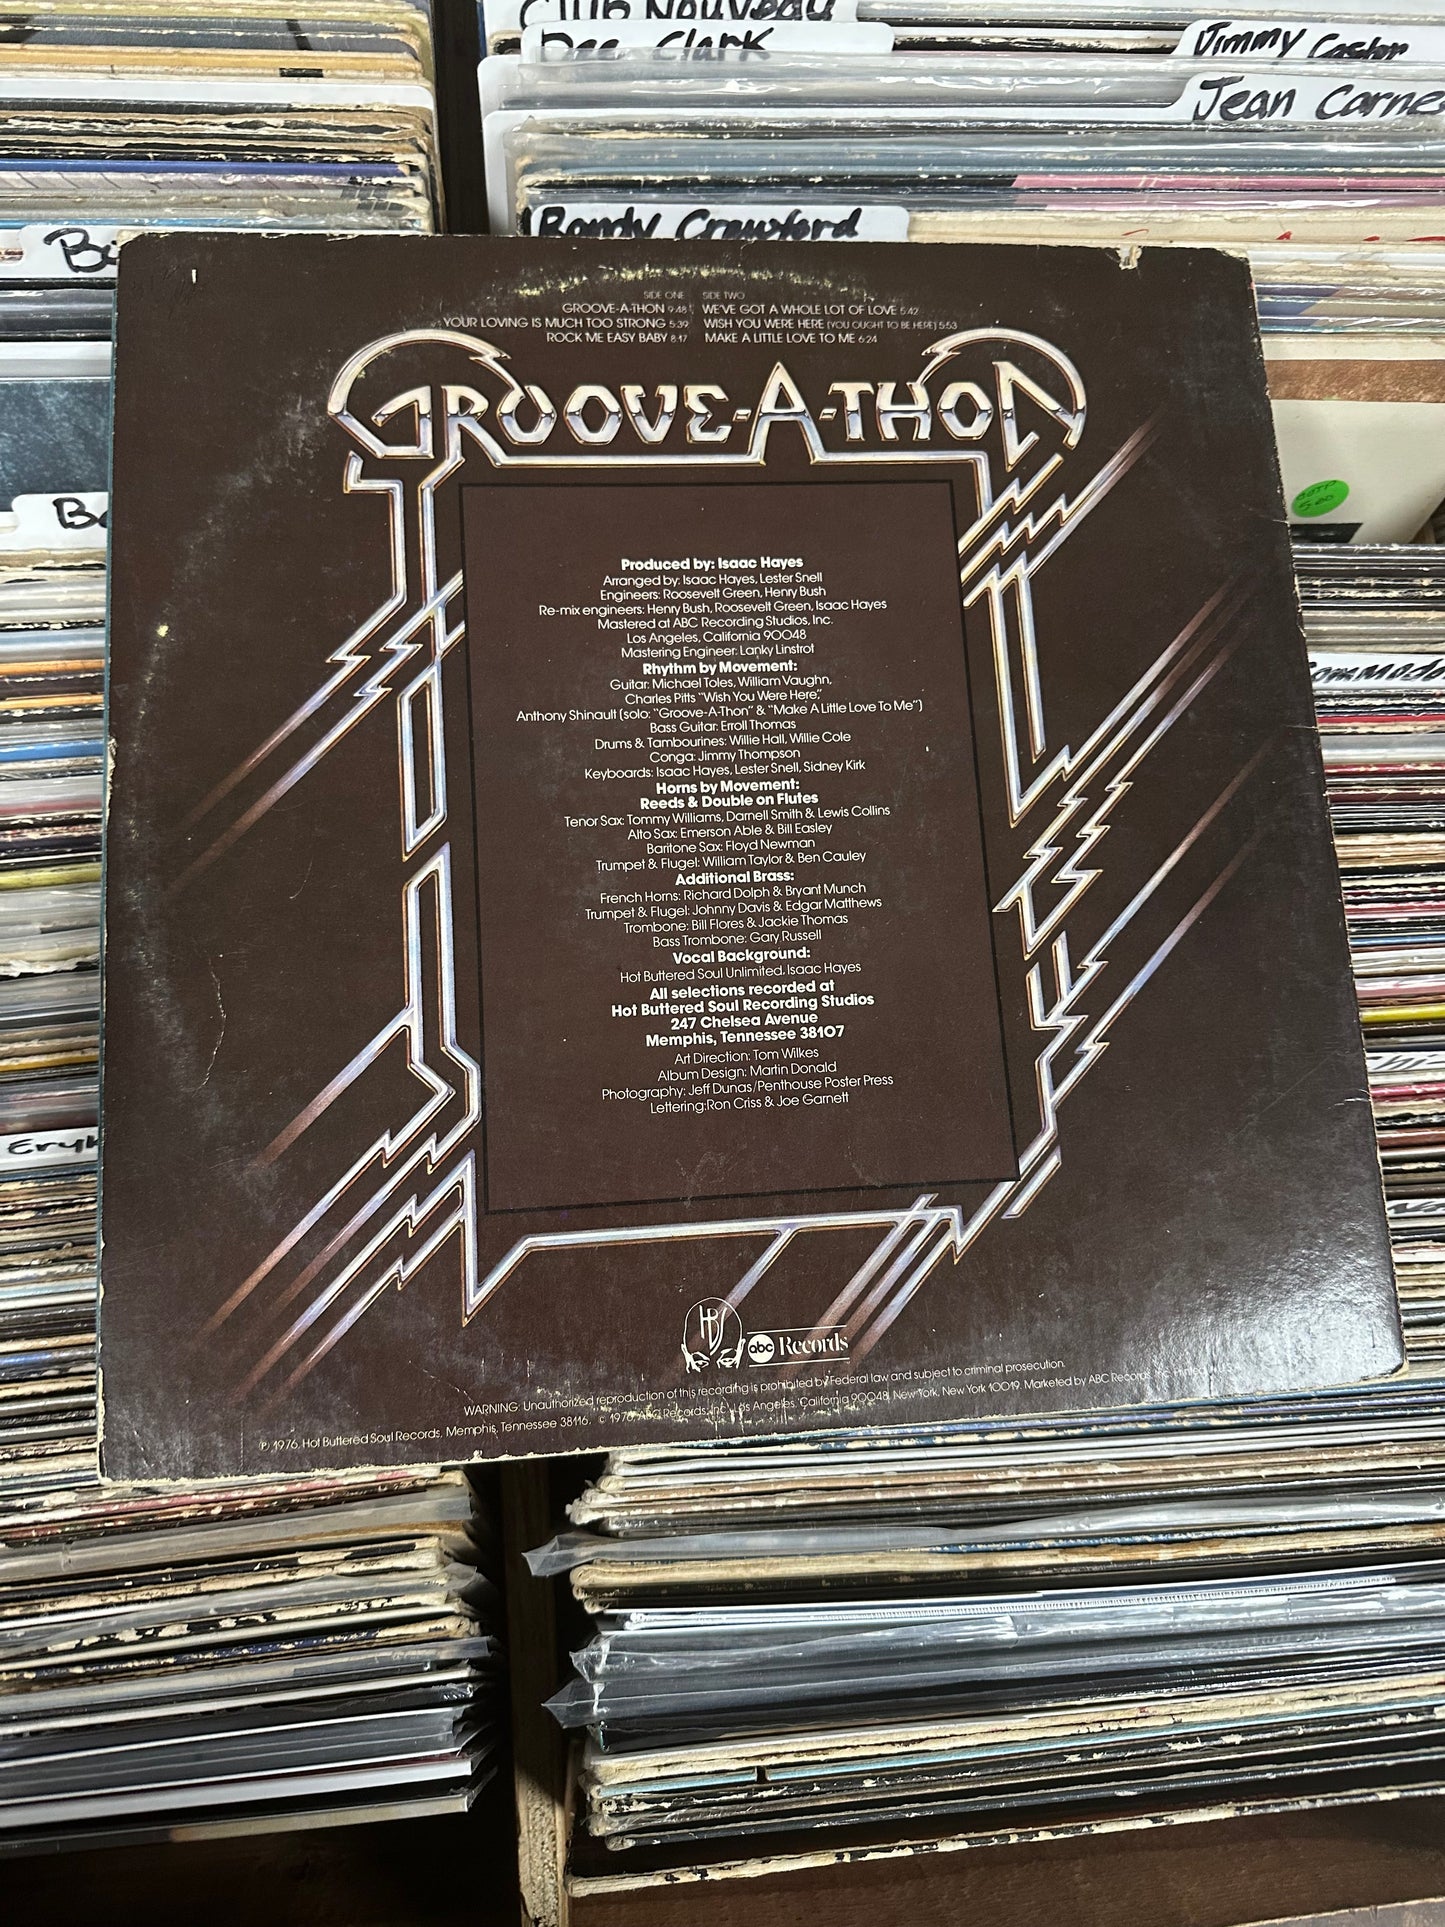 Club Nouveau
Dee Clark
Jimmy Castor
Jean Carne
Randy Crawford
SIDE ONE
GROOVE-A-THON 9:48
YOUR LOVING IS MUCH TOO STRONG 5:39
ROCK ME EASY BABY 8:17
SIDE TWO
WE'VE GOT A WHOLE LOT OF LOVE 5:42
WISH YOU WERE HERE (YOU OUGHT TO BE HERE) 5:53
MAKE A LITTLE LOVE TO ME 6:24
GROOVE-A-THON
5.00
Produced by: Isaac Hayes
Arranged by: Isaac Hayes, Lester Snell
Engineers: Roosevelt Green, Henry Bush
Re-mix engineers: Henry Bush, Roosevelt Green, Isaac Hayes
Mastered at ABC Recording Studios, Inc.
Los Angeles, California 90048
Mastering Engineer: Lanky Linstrot
Rhythm by Movement:
Guitar: Michael Toles, William Vaughn,
Charles Pitts "Wish You Were Here,"
Anthony Shinault (solo: "Groove-A-Thon" & "Make A Little Love To Me")
Bass Guitar: Erroll Thomas
Drums & Tambourines: Willie Hall, Willie Cole
Conga: Jimmy Thompson
Keyboards: Isaac Hayes, Lester Snell, Sidney Kirk
Horns by Movement:
Reeds & Double on Flutes
Tenor Sax: Tommy Williams, Darnell Smith & Lewis Collins
Alto Sax: Emerson Able & Bill Easley
Baritone Sax: Floyd Newman
Trumpet & Flugel: William Taylor & Ben Cauley
Additional Brass:
French Horns: Richard Dolph & Bryant Munch
Trumpet & Flugel: Johnny Davis & Edgar Matthews
Trombone: Bill Flores & Jackie Thomas
Bass Trombone: Gary Russell
Vocal Background:
Hot Buttered Soul Unlimited, Isaac Hayes
All selections recorded at
Hot Buttered Soul Recording Studios
247 Chelsea Avenue
Memphis, Tennessee 38107
Art Direction: Tom Wilkes
Album Design: Martin Donald
Photography: Jeff Dunas/Penthouse Poster Press
Lettering: Ron Criss & Joe Garnett
HBS
abc Records
WARNING: Unauthorized reproduction of this recording is prohibited by Federal law and subject to criminal prosecution.
℗ 1976, Hot Buttered Soul Records, Memphis, Tennessee 38116. © 1976 ABC Records, Inc., Los Angeles, California 90048, New York, New York 10019. Marketed by ABC Records, Inc. Printed in U.S.